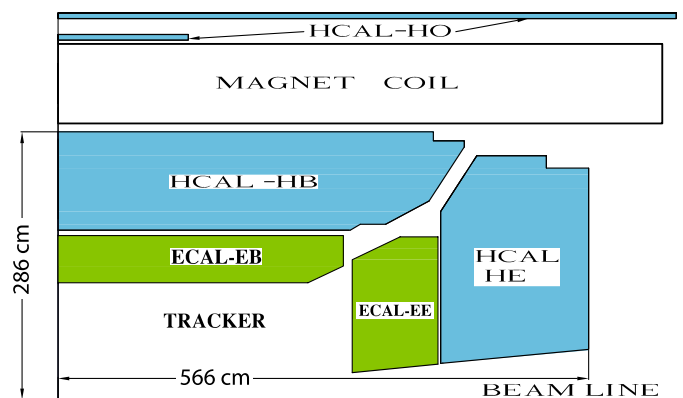 HCAL-HO
MAGNET COIL
HCAL -HB
286 cm
ECAL-EB
HCAL
HE
ECAL-EE
TRACKER
566 cm
BEAM LINE